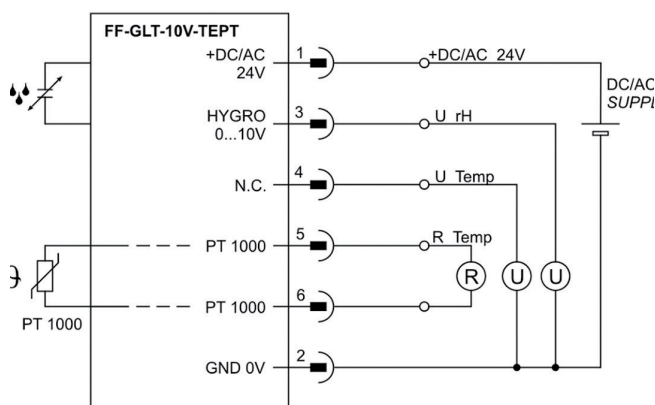 FF-GLT-10V-TEPT
+DC/AC
24V
1
+DC/AC 24V
DC/AC
SUPPL
HYGRO
0...10V
3
U rH
N.C.
4
U Temp
PT 1000
5
R Temp
R
U
U
PT 1000
PT 1000
6
GND 0V
2